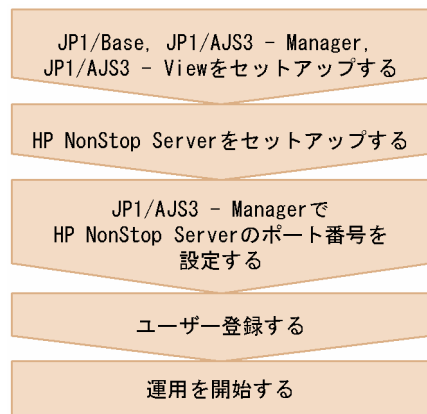 JP1/Base, JP1/AJS3 - Manager,
JP1/AJS3 - Viewをセットアップする
HP NonStop Serverをセットアップする
JP1/AJS3 - Managerで
HP NonStop Serverのポート番号を
設定する
ユーザー登録する
運用を開始する